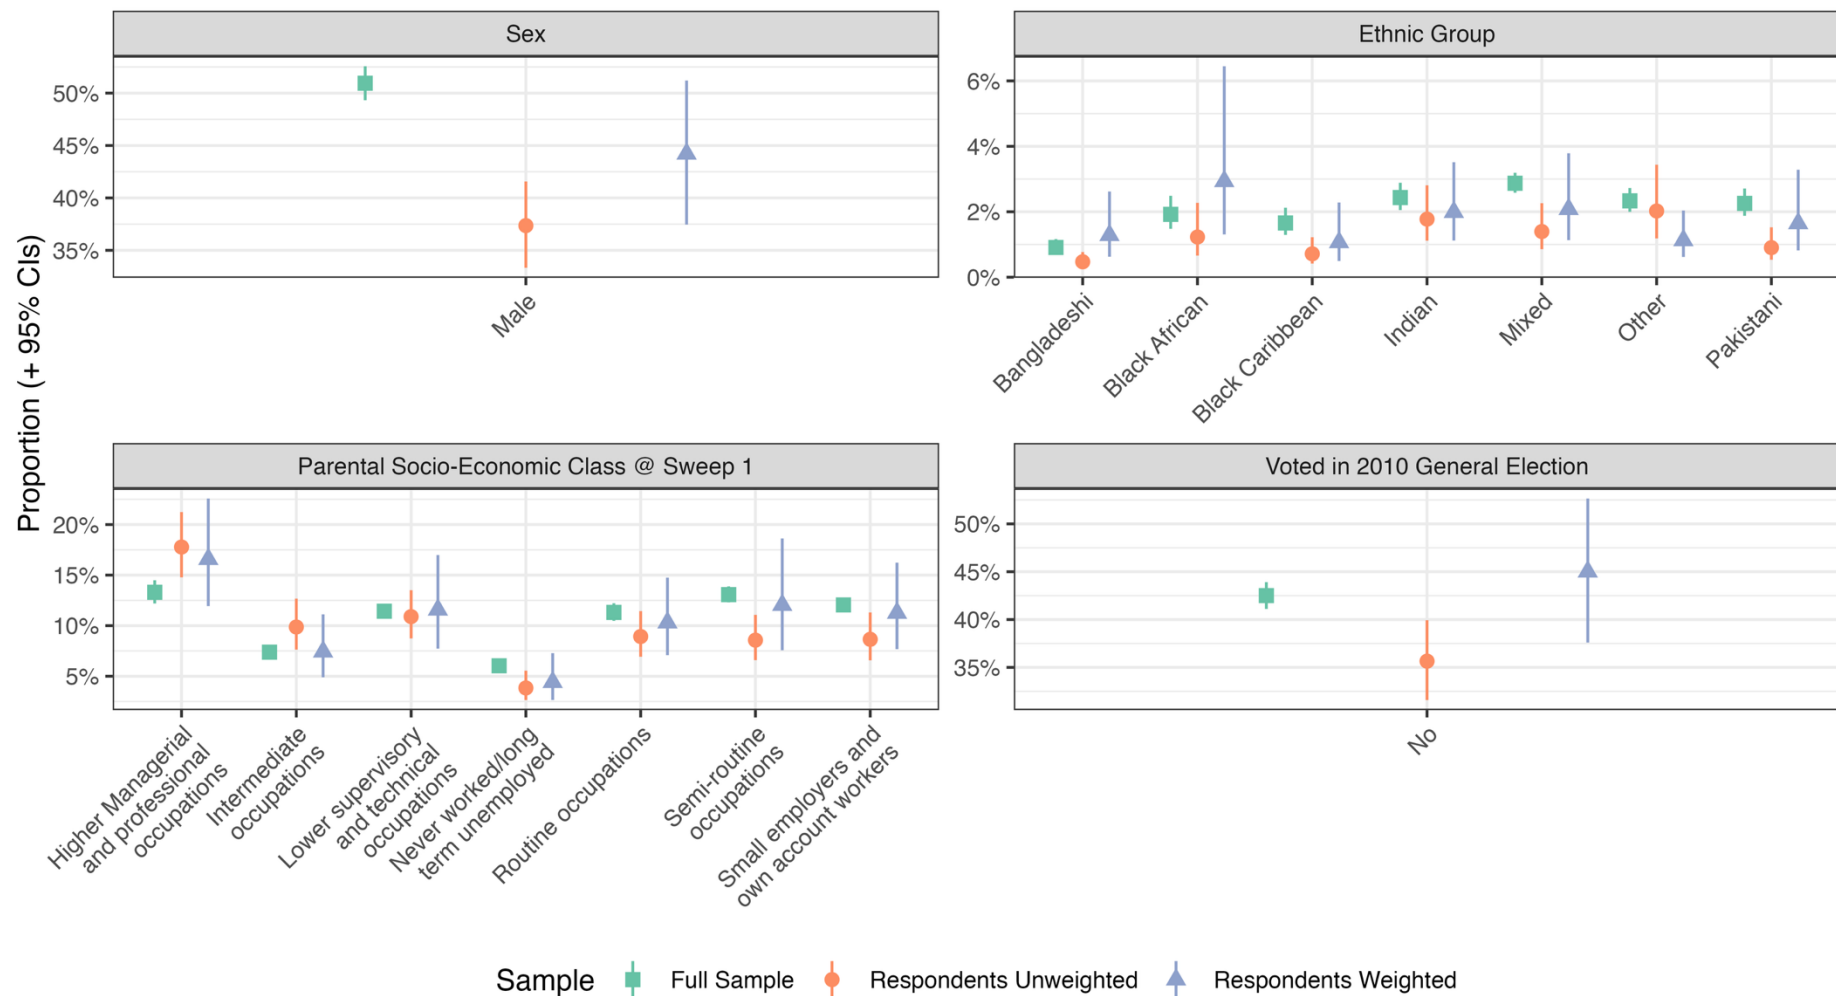 Sex
Ethnic Group
50%
45%
40%
35%
6%
4%
2%
0%
Male
Bangladeshi
Black African
Black Caribbean
Indian
Mixed
Other
Pakistani
Proportion (+ 95% CIs)
Parental Socio-Economic Class @ Sweep 1
Voted in 2010 General Election
20%
15%
10%
5%
50%
45%
40%
35%
Higher Managerial
and professional
occupations
Intermediate
occupations
Lower supervisory
and technical
occupations
Never worked/long
term unemployed
Routine occupations
Semi-routine
occupations
Small employers and
own account workers
No
Sample
Full Sample
Respondents Unweighted
Respondents Weighted